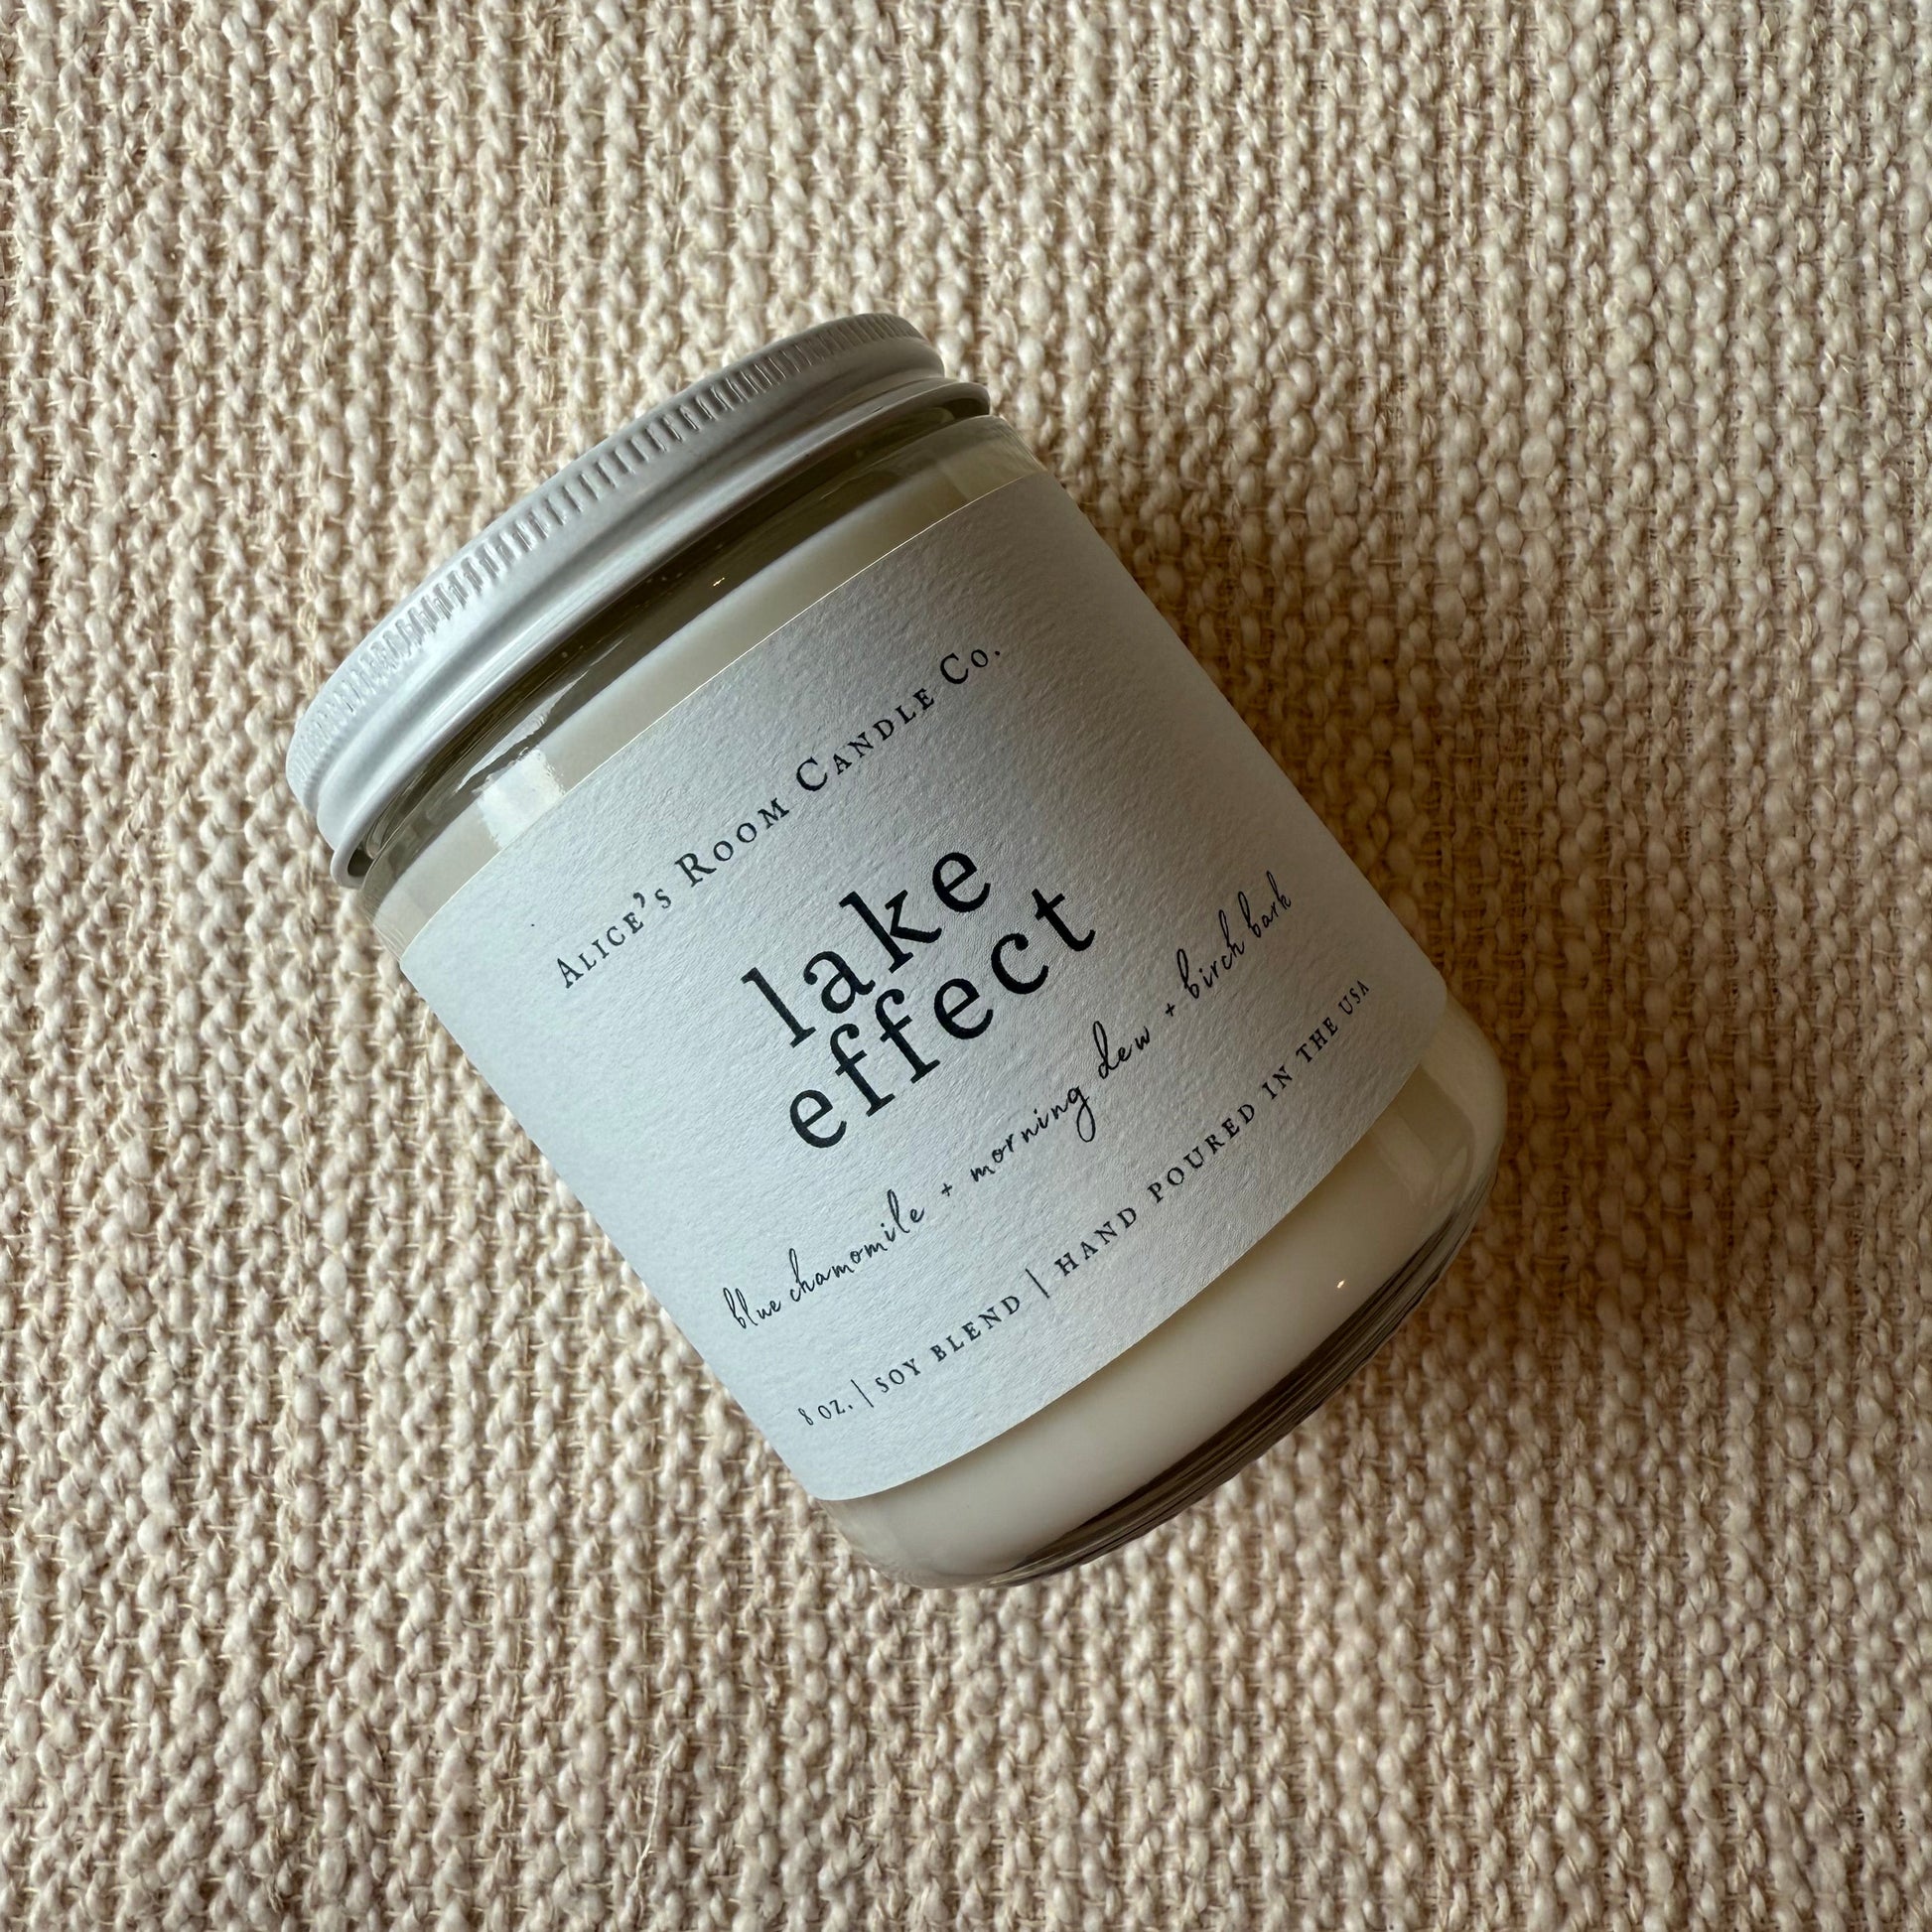 Alice's Room Candle Co.
lake
effect
blue chamomile + morning dew + birch bark
8 oz. | soy blend | hand poured in the USA